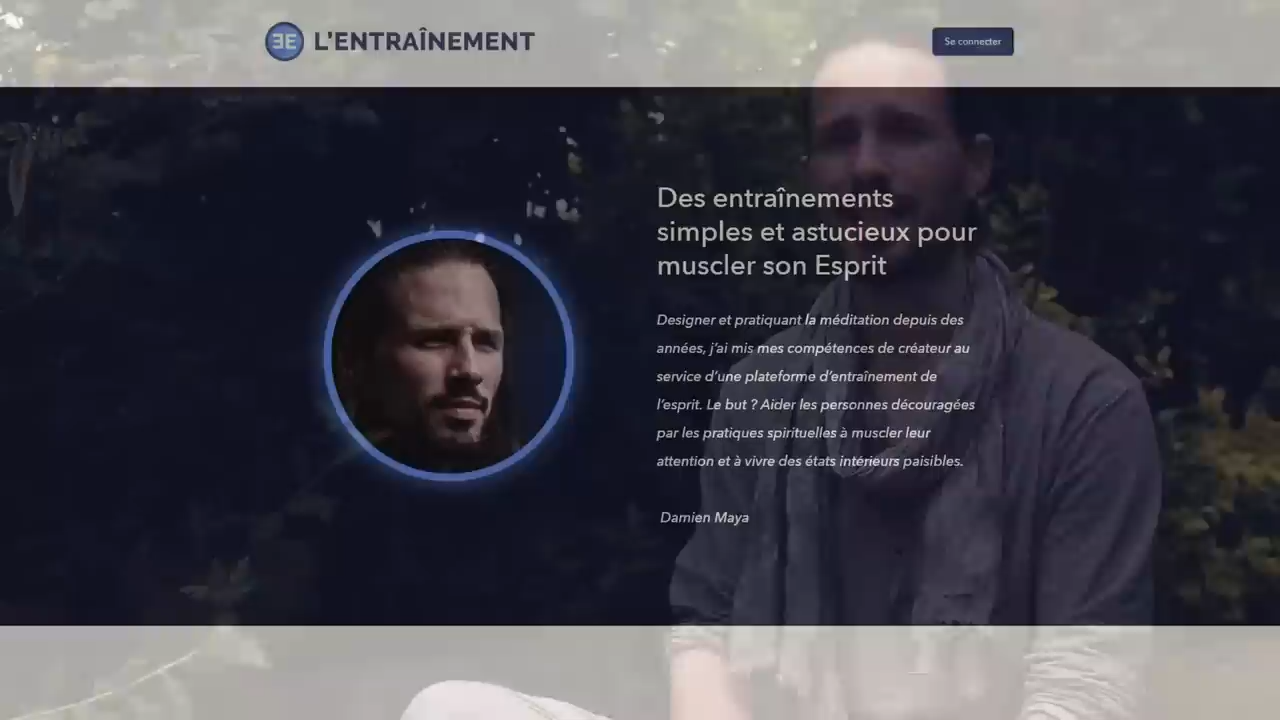 ƎE L'ENTRAÎNEMENT
Se connecter
Des entraînements
simples et astucieux pour
muscler son Esprit
Designer et pratiquant la méditation depuis des
années, j'ai mis mes compétences de créateur au
service d'une plateforme d'entraînement de
l'esprit. Le but ? Aider les personnes découragées
par les pratiques spirituelles à muscler leur
attention et à vivre des états intérieurs paisibles.
Damien Maya